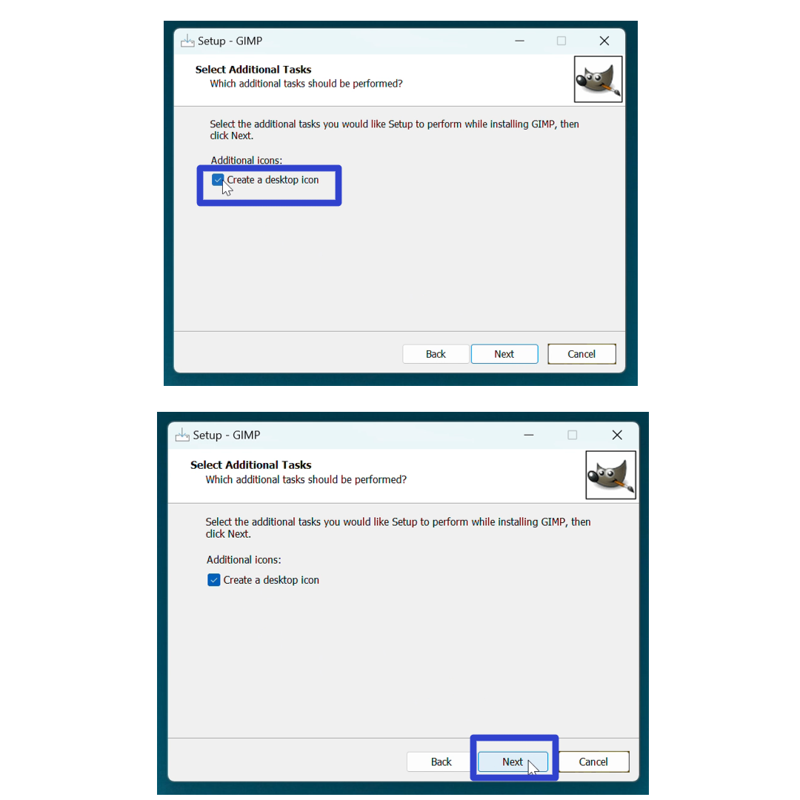 Setup - GIMP
Select Additional Tasks
Which additional tasks should be performed?
Select the additional tasks you would like Setup to perform while installing GIMP, then
click Next.
Additional icons:
Create a desktop icon
Back Next Cancel
Setup - GIMP
Select Additional Tasks
Which additional tasks should be performed?
Select the additional tasks you would like Setup to perform while installing GIMP, then
click Next.
Additional icons:
Create a desktop icon
Back Next Cancel